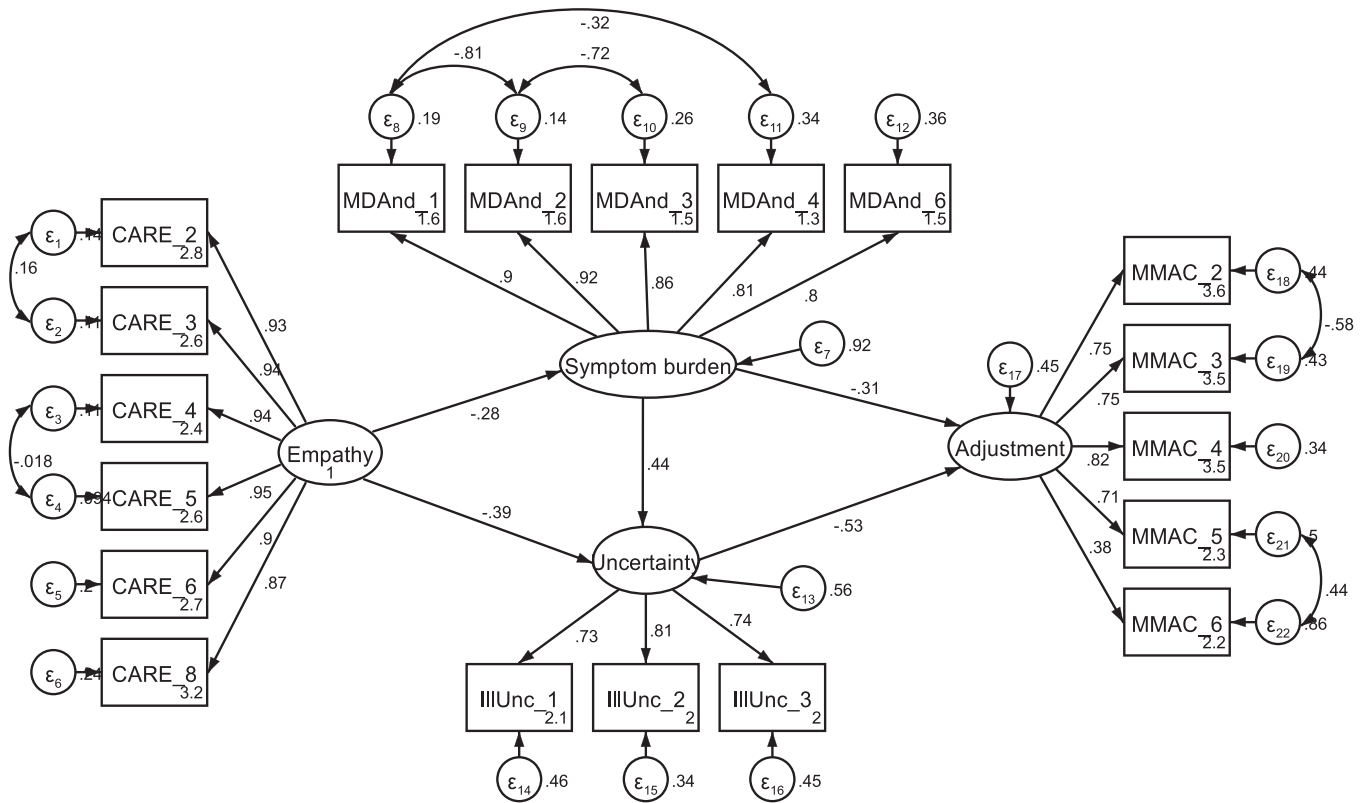 -.32
-.81
-.72
ε8 .19
ε9 .14
ε10 .26
ε11 .34
ε12 .36
MDAnd_1
1.6
MDAnd_2
1.6
MDAnd_3
1.5
MDAnd_4
1.3
MDAnd_6
1.5
.9
.92
.86
.81
.8
ε1 .14
CARE_2
2.8
.16
ε2 .11
CARE_3
2.6
ε3 .11
CARE_4
2.4
-.018
ε4 .094
CARE_5
2.6
ε5 .2
CARE_6
2.7
ε6 .24
CARE_8
3.2
.93
.94
.94
.95
.9
.87
Empathy
1
-.28
-.39
Symptom burden
ε7 .92
.44
-.31
Uncertainty
ε13 .56
-.53
.73
.81
.74
IllUnc_1
2.1
IllUnc_2
2
IllUnc_3
2
ε14 .46
ε15 .34
ε16 .45
ε17 .45
Adjustment
.75
.75
.82
.71
.38
MMAC_2
3.6
ε18 .44
-.58
MMAC_3
3.5
ε19 .43
MMAC_4
3.5
ε20 .34
MMAC_5
2.3
ε21 .5
.44
MMAC_6
2.2
ε22 .86